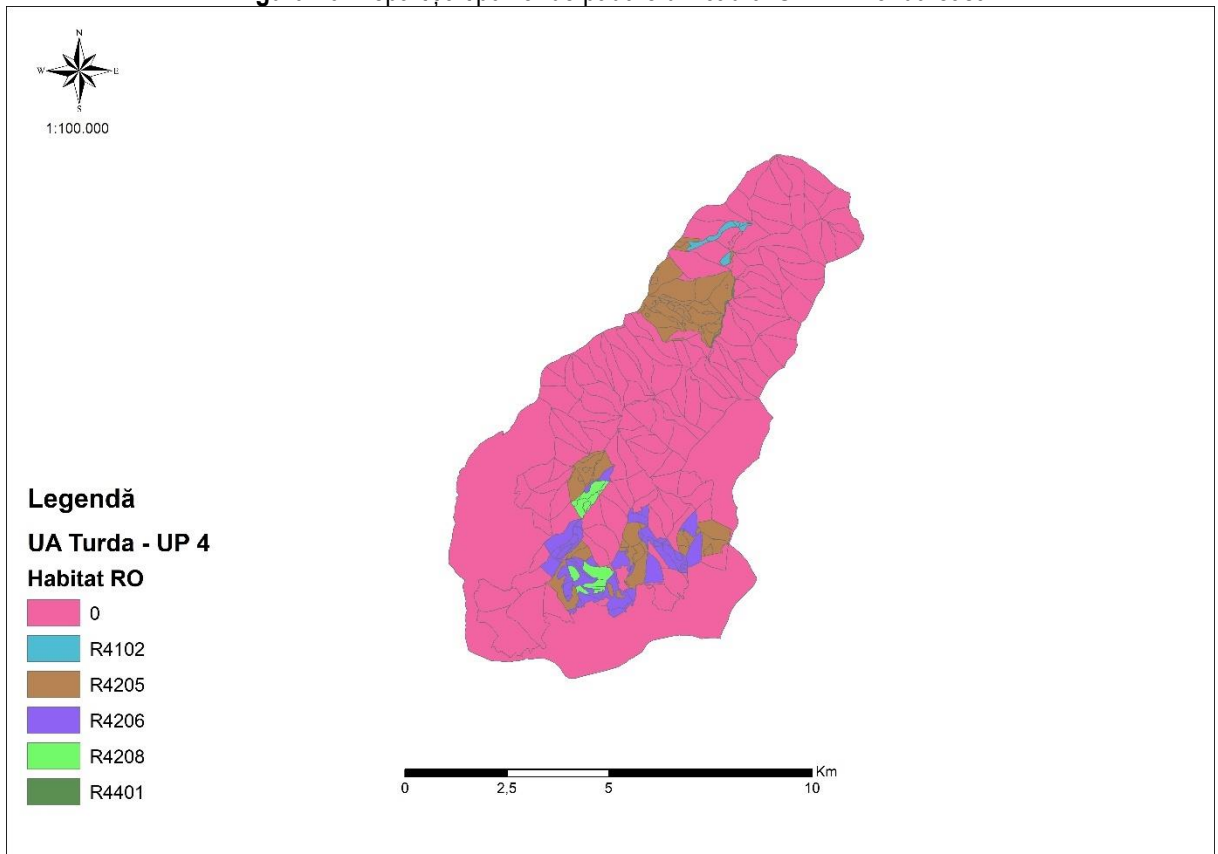 N
W E
S
1:100.000
Legendă
UA Turda - UP 4
Habitat RO
0
R4102
R4205
R4206
R4208
R4401
Km
0 2,5 5 10